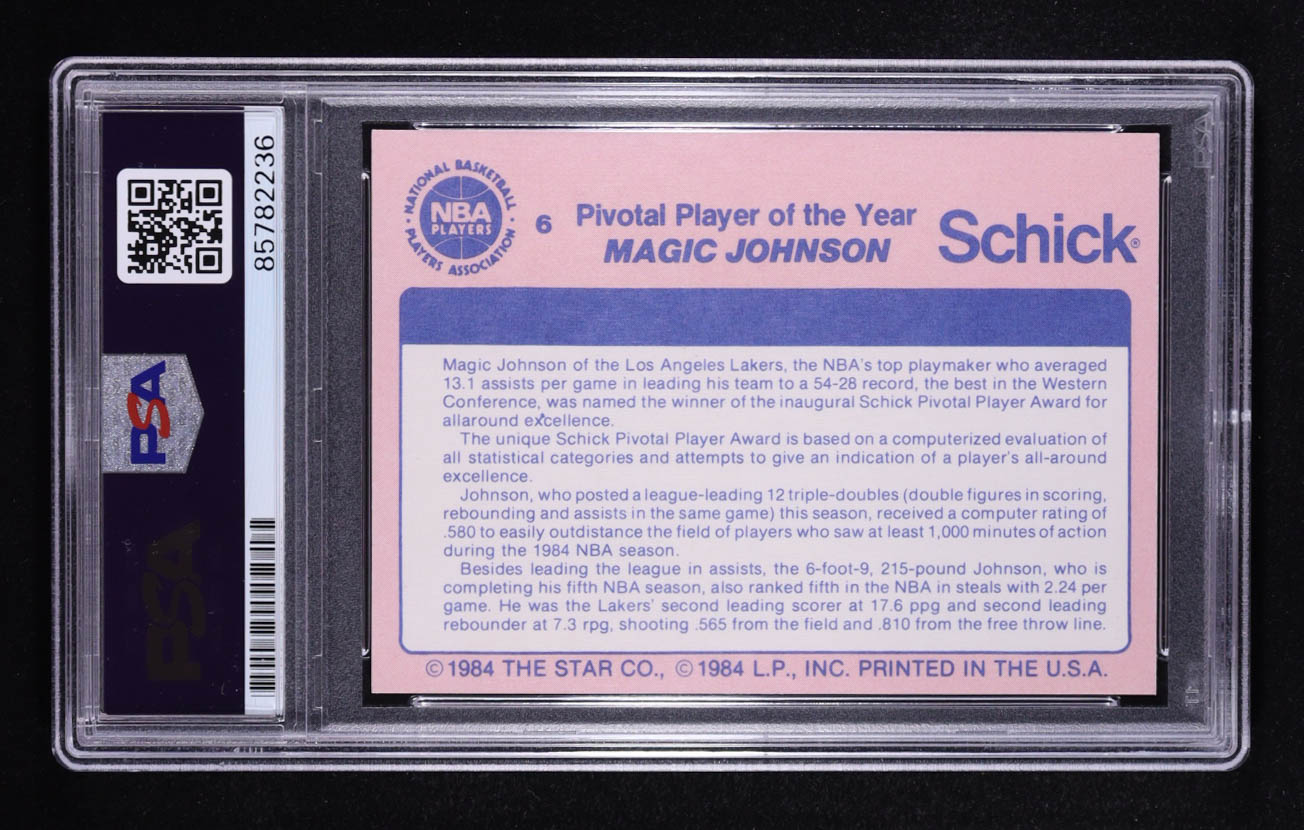 85782236
PSA
PSA
NATIONAL BASKETBALL
PLAYERS ASSOCIATION
NBA
PLAYERS
6
Pivotal Player of the Year
MAGIC JOHNSON
Schick®
Magic Johnson of the Los Angeles Lakers, the NBA's top playmaker who averaged
13.1 assists per game in leading his team to a 54-28 record, the best in the Western
Conference, was named the winner of the inaugural Schick Pivotal Player Award for
allaround excellence.
The unique Schick Pivotal Player Award is based on a computerized evaluation of
all statistical categories and attempts to give an indication of a player's all-around
excellence.
Johnson, who posted a league-leading 12 triple-doubles (double figures in scoring,
rebounding and assists in the same game) this season, received a computer rating of
.580 to easily outdistance the field of players who saw at least 1,000 minutes of action
during the 1984 NBA season.
Besides leading the league in assists, the 6-foot-9, 215-pound Johnson, who is
completing his fifth NBA season, also ranked fifth in the NBA in steals with 2.24 per
game. He was the Lakers' second leading scorer at 17.6 ppg and second leading
rebounder at 7.3 rpg, shooting .565 from the field and .810 from the free throw line.
© 1984 THE STAR CO., © 1984 L.P., INC. PRINTED IN THE U.S.A.